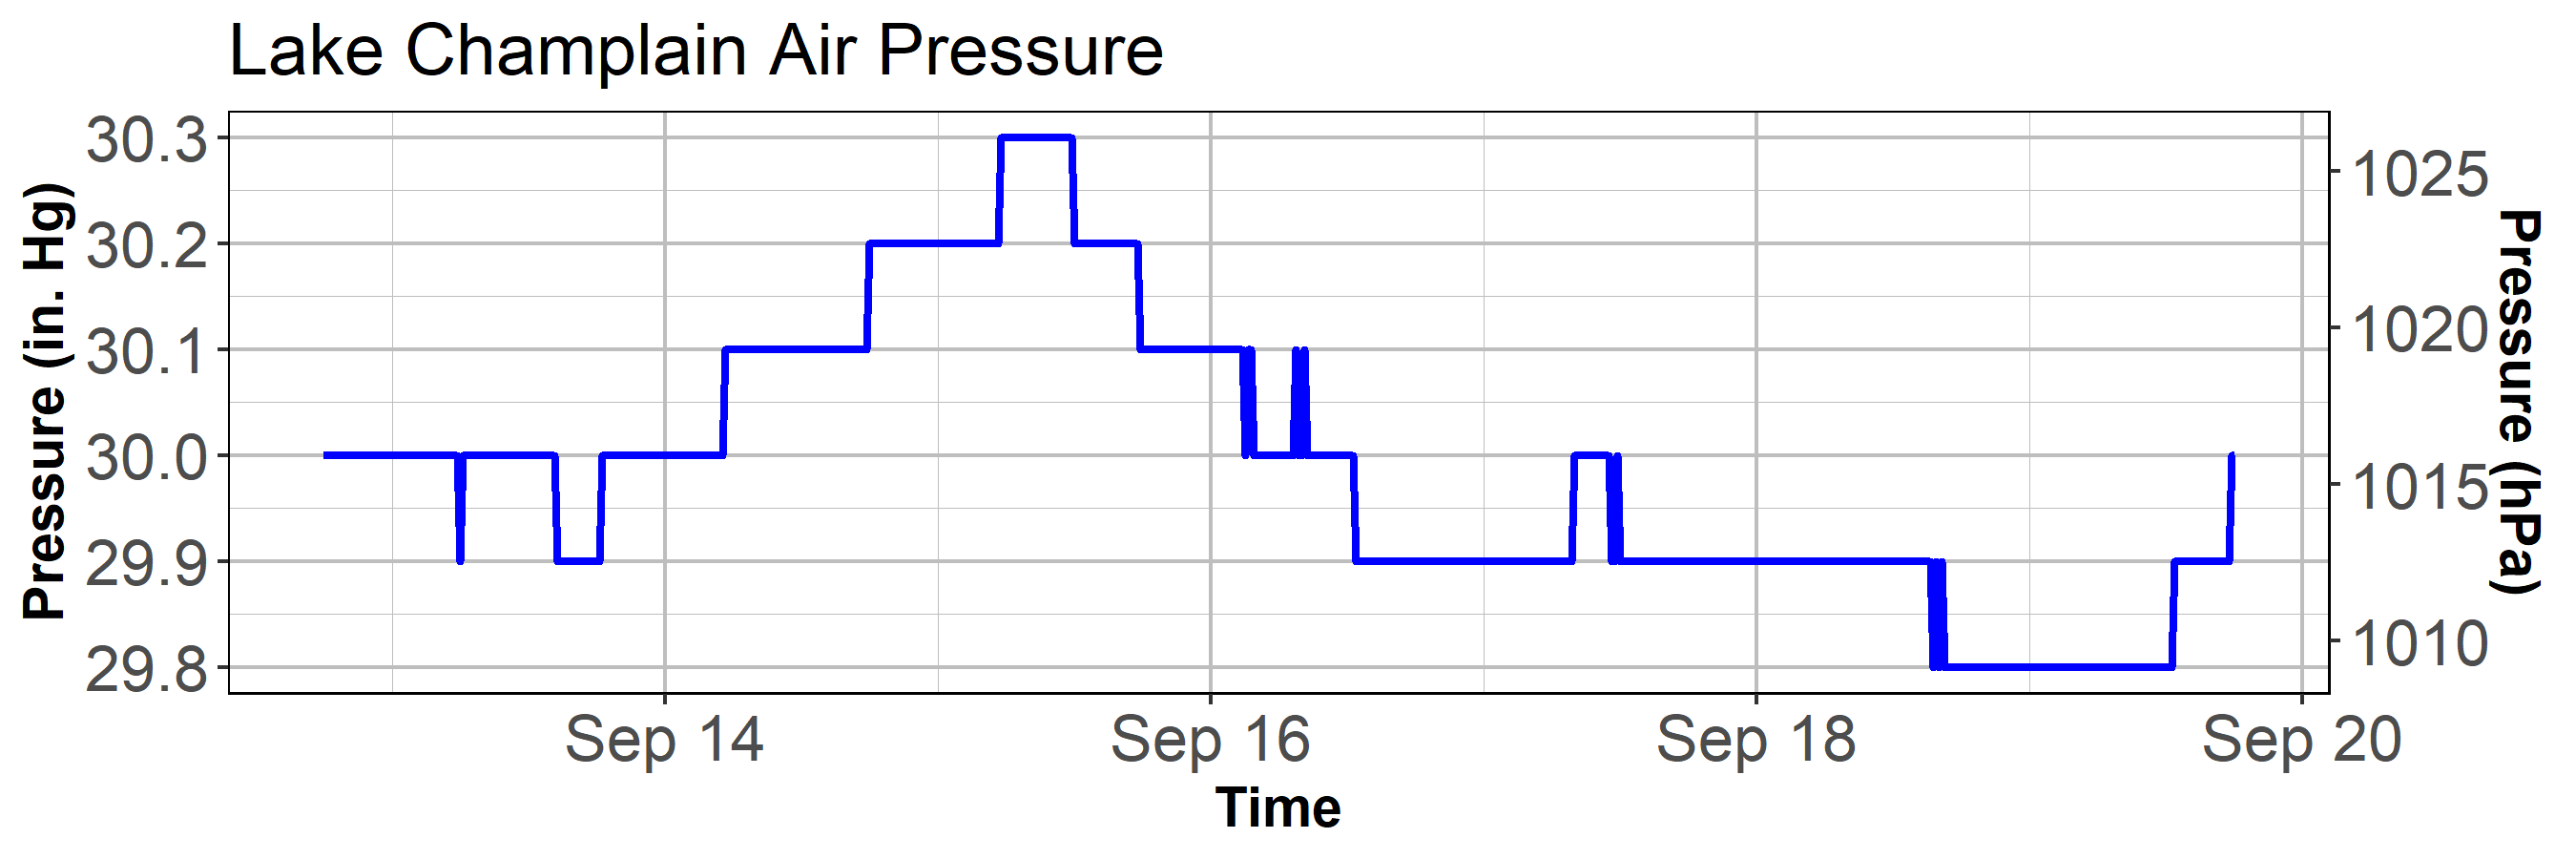 Lake Champlain Air Pressure
Pressure (in. Hg)
30.3
30.2
30.1
30.0
29.9
29.8
1025
1020
1015
1010
Pressure (hPa)
Sep 14 Sep 16 Sep 18 Sep 20
Time